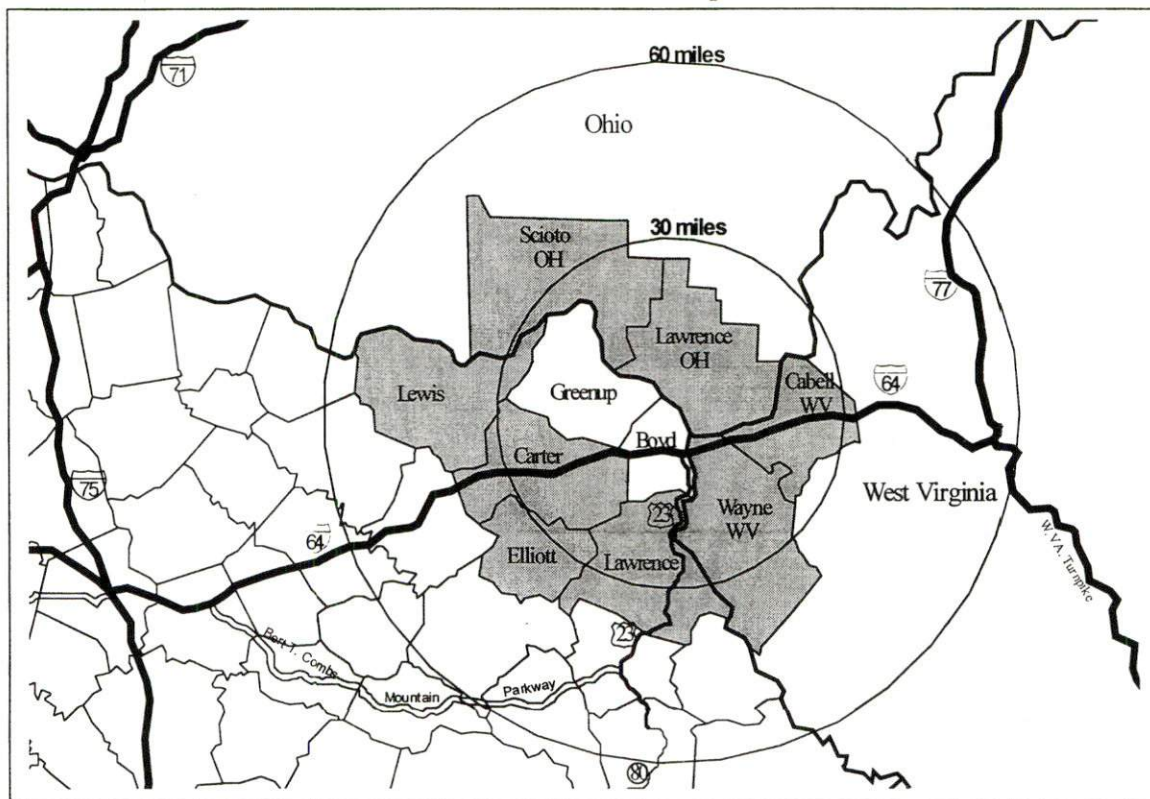 60 miles
71
Ohio
30 miles
Scioto
OH
77
Lawrence
OH
Cabell
WV
64
Lewis
Greenup
Boyd
Carter
75
West Virginia
Wayne
WV
23
64
Elliott
Lawrence
W.VA. Turnpike
23
Bert T. Combs
Mountain
Parkway
80